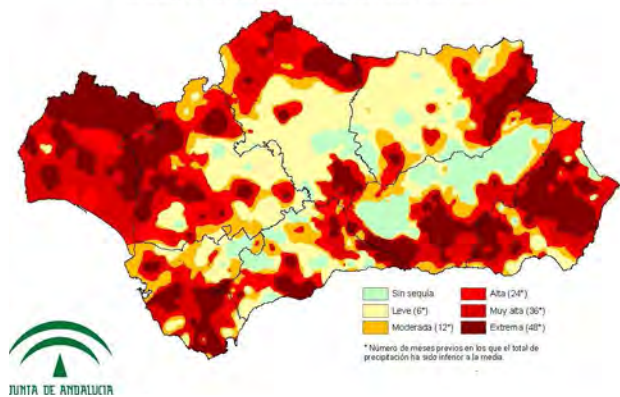 Sin sequía
Leve (6*)
Moderada (12*)
Alta (24*)
Muy alta (36*)
Extrema (48*)
* Número de meses previos en los que el total de
precipitación ha sido inferior a la media.
JUNTA DE ANDALUCIA